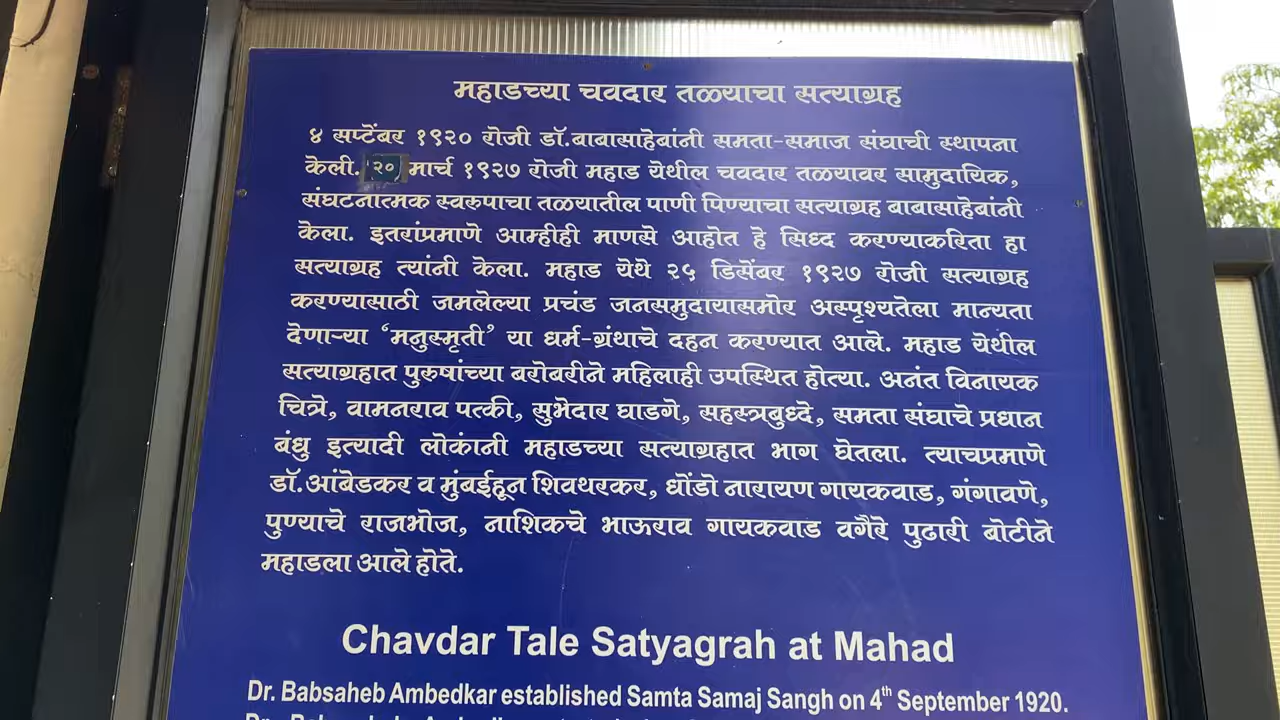 महाडच्या चवदार तळ्याचा सत्याग्रह
४ सप्टेंबर १९२० रोजी डॉ.बाबासाहेबांनी समता-समाज संघाची स्थापना
केली. २० मार्च १९२७ रोजी महाड येथील चवदार तळ्यावर सामुदायिक,
संघटनात्मक स्वरुपाचा तळ्यातील पाणी पिण्याचा सत्याग्रह बाबासाहेबांनी
केला. इतरांप्रमाणे आम्हीही माणसे आहोत हे सिध्द करण्याकरिता हा
सत्याग्रह त्यांनी केला. महाड येथे २५ डिसेंबर १९२७ रोजी सत्याग्रह
करण्यासाठी जमलेल्या प्रचंड जनसमुदायासमोर अस्पृश्यतेला मान्यता
देणाऱ्या ‘मनुस्मृती’ या धर्म-ग्रंथाचे दहन करण्यात आले. महाड येथील
सत्याग्रहात पुरुषांच्या बरोबरीने महिलाही उपस्थित होत्या. अनंत विनायक
चित्रे, वामनराव पत्की, सुभेदार घाडगे, सहस्त्रबुध्दे, समता संघाचे प्रधान
बंधु इत्यादी लोकांनी महाडच्या सत्याग्रहात भाग घेतला. त्याचप्रमाणे
डॉ.आंबेडकर व मुंबईहून शिवथरकर, धोंडो नारायण गायकवाड, गंगावणे,
पुण्याचे राजभोज, नाशिकचे भाऊराव गायकवाड वगैरे पुढारी बोटीने
महाडला आले होते.
Chavdar Tale Satyagrah at Mahad
Dr. Babsaheb Ambedkar established Samta Samaj Sangh on 4th September 1920.